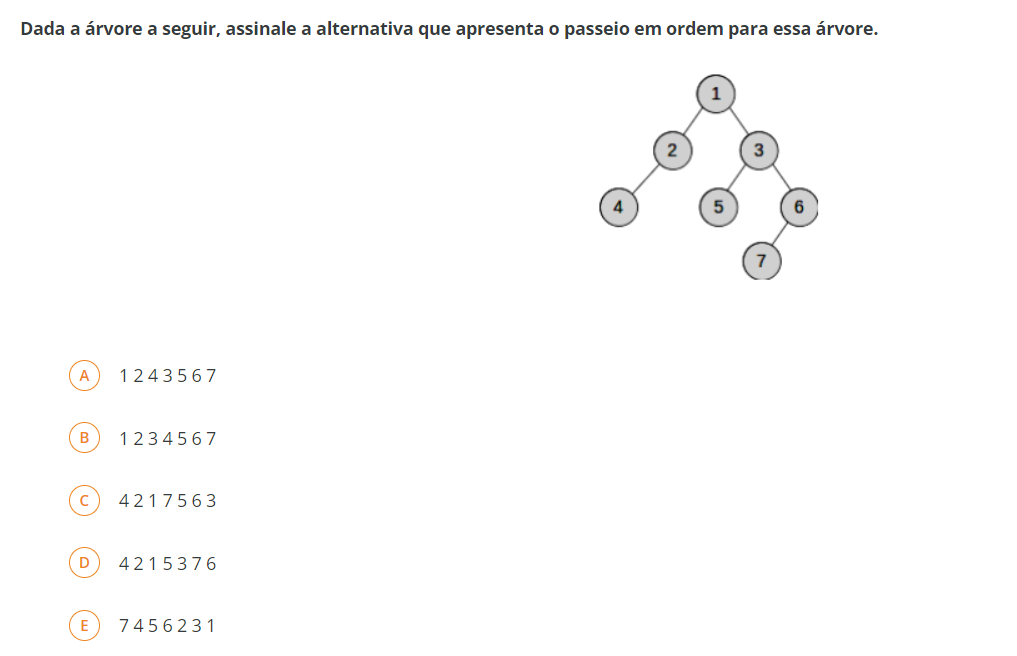 Dada a árvore a seguir, assinale a alternativa que apresenta o passeio em ordem para essa árvore.
1
2 3
4 5 6
7
A 1 2 4 3 5 6 7
B 1 2 3 4 5 6 7
C 4 2 1 7 5 6 3
D 4 2 1 5 3 7 6
E 7 4 5 6 2 3 1